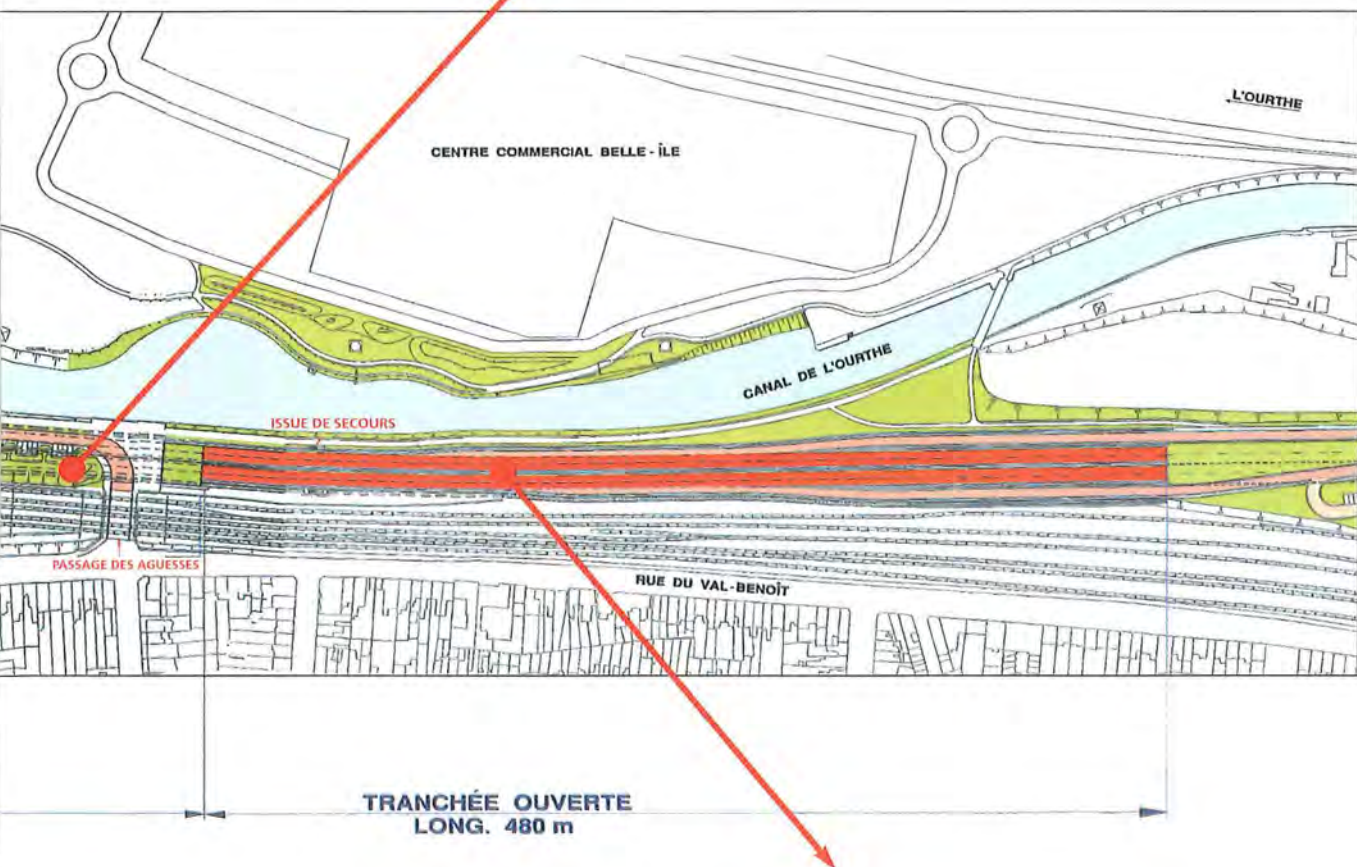 L'OURTHE
CENTRE COMMERCIAL BELLE-ÎLE
CANAL DE L'OURTHE
ISSUE DE SECOURS
PASSAGE DES AGUESSES
RUE DU VAL-BENOÎT
TRANCHÉE OUVERTE
LONG. 480 m